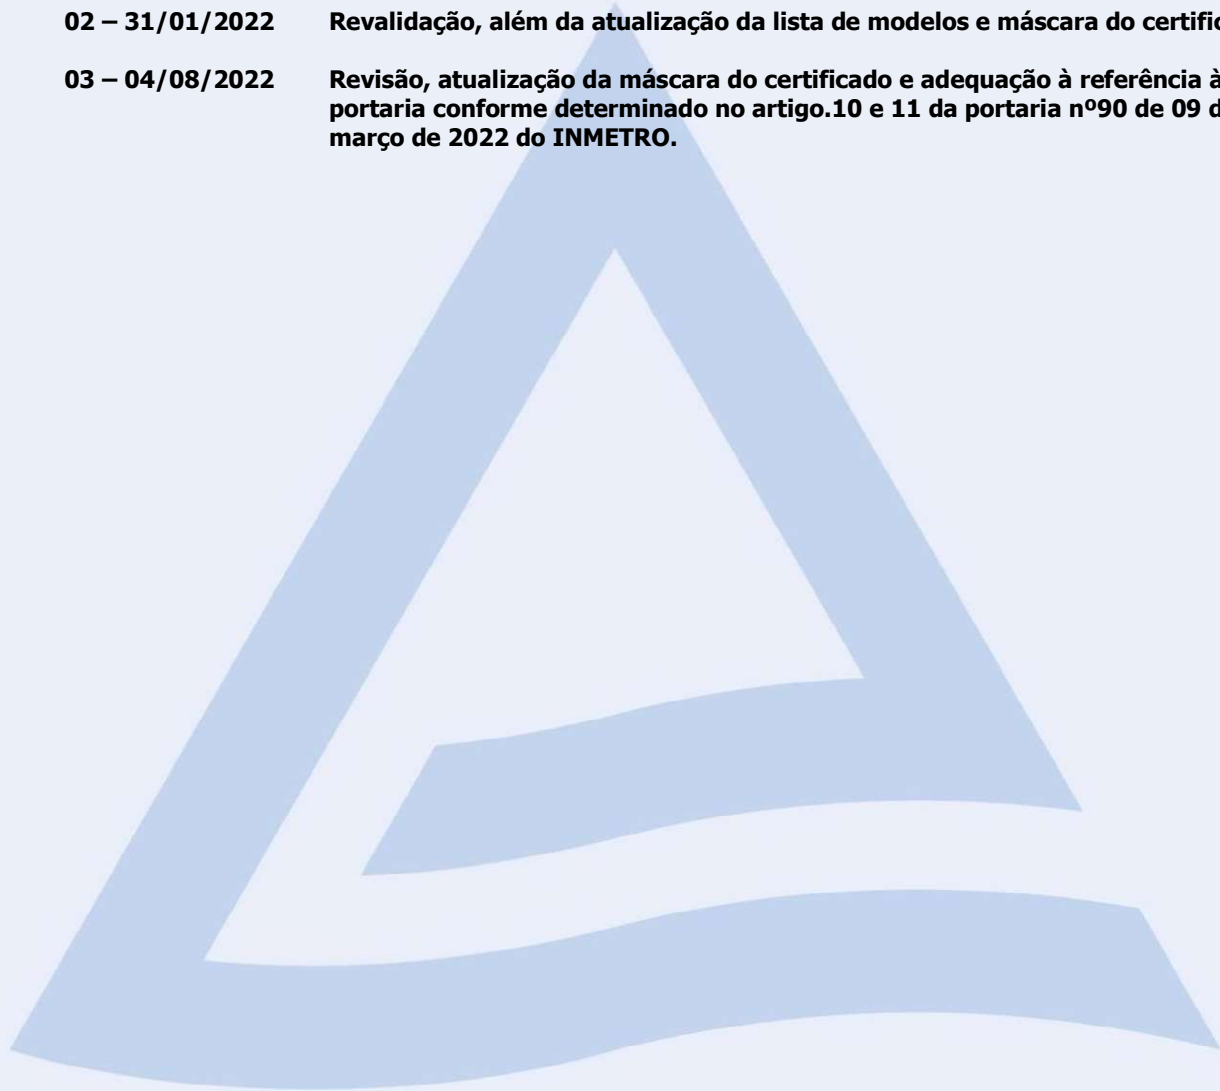 02 – 31/01/2022 Revalidação, além da atualização da lista de modelos e máscara do
03 – 04/08/2022 Revisão, atualização da máscara do certificado e adequação à referência à
portaria conforme determinado no artigo.10 e 11 da portaria nº90 de 09
março de 2022 do INMETRO.